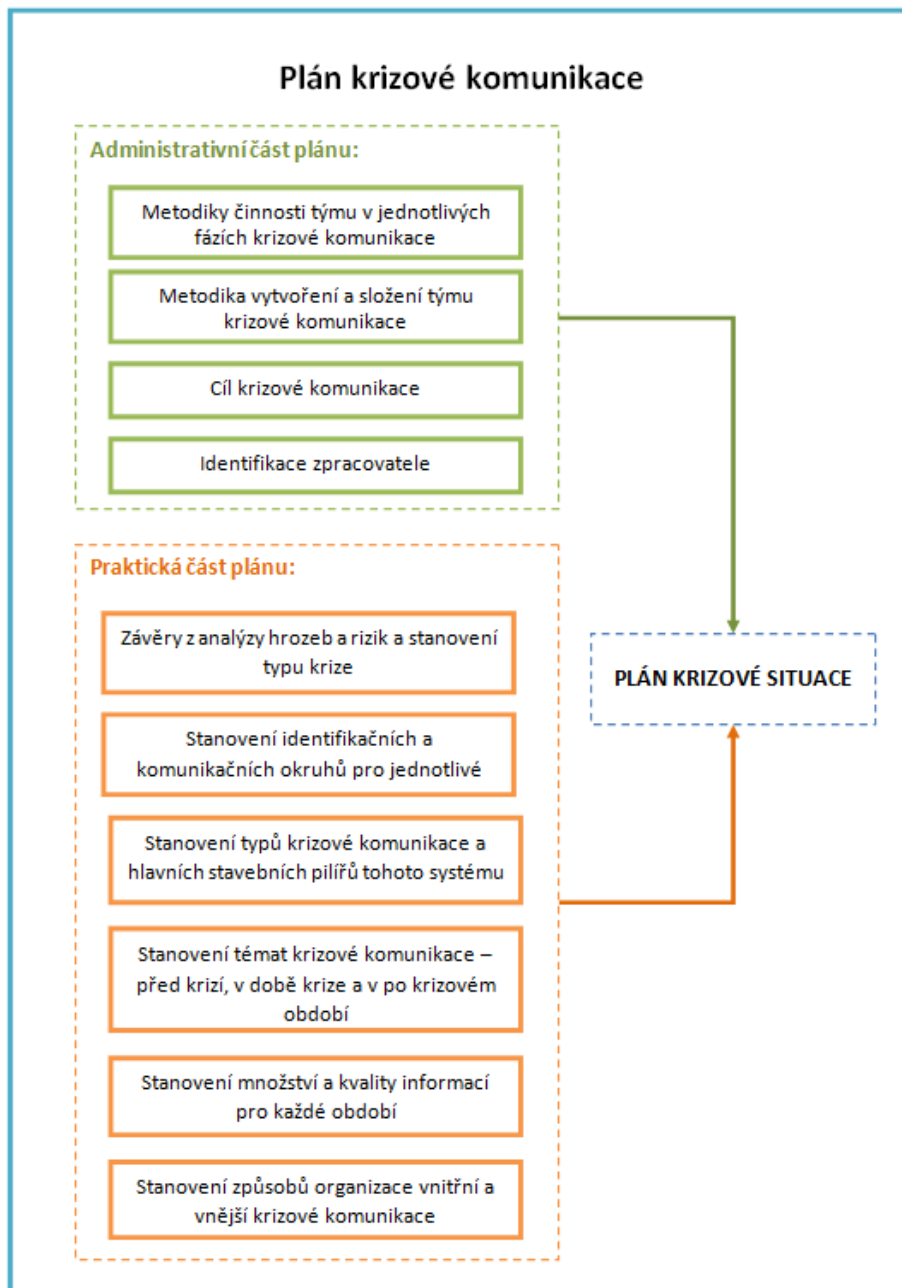 Plán krizové komunikace
Administrativní část plánu:
Metodiky činnosti týmu v jednotlivých
fázích krizové komunikace
Metodika vytvoření a složení týmu
krizové komunikace
Cíl krizové komunikace
Identifikace zpracovatele
Praktická část plánu:
Závěry z analýzy hrozeb a rizik a stanovení
typu krize
Stanovení identifikačních a
komunikačních okruhů pro jednotlivé
Stanovení typů krizové komunikace a
hlavních stavebních pilířů tohoto systému
Stanovení témat krizové komunikace –
před krizí, v době krize a v po krizovém
období
Stanovení množství a kvality informací
pro každé období
Stanovení způsobů organizace vnitřní a
vnější krizové komunikace
PLÁN KRIZOVÉ SITUACE